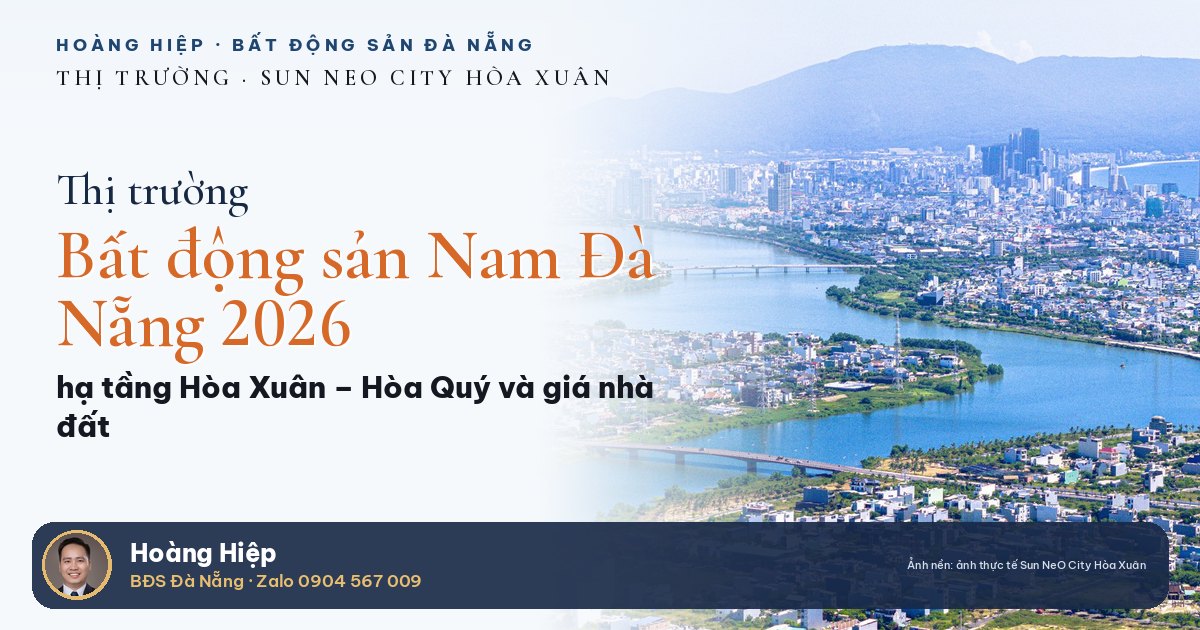 HOÀNG HIỆP · BẤT ĐỘNG SẢN ĐÀ NẴNG
THỊ TRƯỜNG · SUN NEO CITY HÒA XUÂN
Thị trường
Bất động sản Nam Đà
Nẵng 2026
hạ tầng Hòa Xuân – Hòa Quý và giá nhà
đất
Hoàng Hiệp
BĐS Đà Nẵng · Zalo 0904 567 009
Ảnh nền: ảnh thực tế Sun NeO City Hòa Xuân